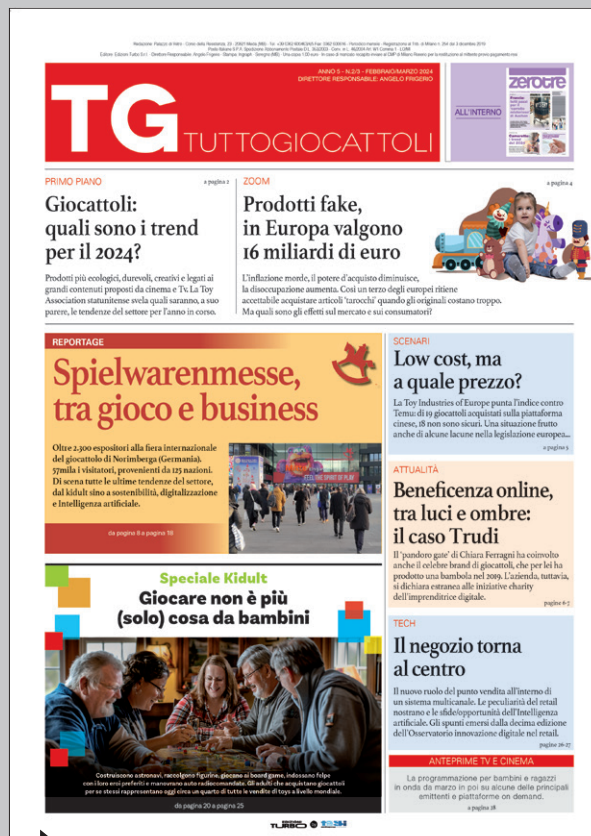 ANNO 5 - N.2/3 - FEBBRAIO/MARZO 2024
DIRETTORE RESPONSABILE: ANGELO FRIGERIO
TG TUTTOGIOCATTOLI
ALL'INTERNO
zerotre
PRIMO PIANO
a pagina 2
Giocattoli:
quali sono i trend
per il 2024?
Prodotti più ecologici, durevoli, creativi e legati ai
grandi contenuti proposti da cinema e Tv. La Toy
Association statunitense svela quali saranno, a suo
parere, le tendenze del settore per l'anno in corso.
ZOOM
a pagina 4
Prodotti fake,
in Europa valgono
16 miliardi di euro
L'inflazione morde, il potere d'acquisto diminuisce,
la disoccupazione aumenta. Così un terzo degli europei ritiene
accettabile acquistare articoli 'tarocchi' quando gli originali costano troppo.
Ma quali sono gli effetti sul mercato e sui consumatori?
REPORTAGE
Spielwarenmesse,
tra gioco e business
Oltre 2.300 espositori alla fiera internazionale
del giocattolo di Norimberga (Germania).
57mila i visitatori, provenienti da 125 nazioni.
Di scena tutte le ultime tendenze del settore,
dal kidult sino a sostenibilità, digitalizzazione
e Intelligenza artificiale.
FEEL THE SPIRIT OF PLAY
Speciale Kidult
Giocare non è più
(solo) cosa da bambini
Costruiscono astronavi, raccolgono figurine, giocano ai board game, indossano felpe
con i loro eroi preferiti e manovrano auto radiocomandate. Gli adulti che acquistano giocattoli
per se stessi rappresentano oggi circa un quarto di tutte le vendite di toys a livello mondiale.
da pagina 20 a pagina 25
SCENARI
Low cost, ma
a quale prezzo?
La Toy Industries of Europe punta l'indice contro
Temu: di 19 giocattoli acquistati sulla piattaforma
cinese, 18 non sono sicuri. Una situazione frutto
anche di alcune lacune nella legislazione europea...
a pagina 5
ATTUALITÀ
Beneficenza online,
tra luci e ombre:
il caso Trudi
Il 'pandoro gate' di Chiara Ferragni ha coinvolto
anche il celebre brand di giocattoli, che per lei ha
prodotto una bambola nel 2019. L'azienda, tuttavia,
si dichiara estranea alle iniziative charity
dell'imprenditrice digitale.
pagine 6-7
TECH
Il negozio torna
al centro
Il nuovo ruolo del punto vendita all'interno di
un sistema multicanale. Le peculiarità del retail
nostrano e le sfide/opportunità dell'Intelligenza
artificiale. Gli spunti emersi dalla decima edizione
dell'Osservatorio innovazione digitale nel retail.
pagine 26-27
ANTEPRIME TV E CINEMA
La programmazione per bambini e ragazzi
in onda da marzo in poi su alcune delle principali
emittenti e piattaforme on demand.
a pagina 28
EDIZIONI
TURBO